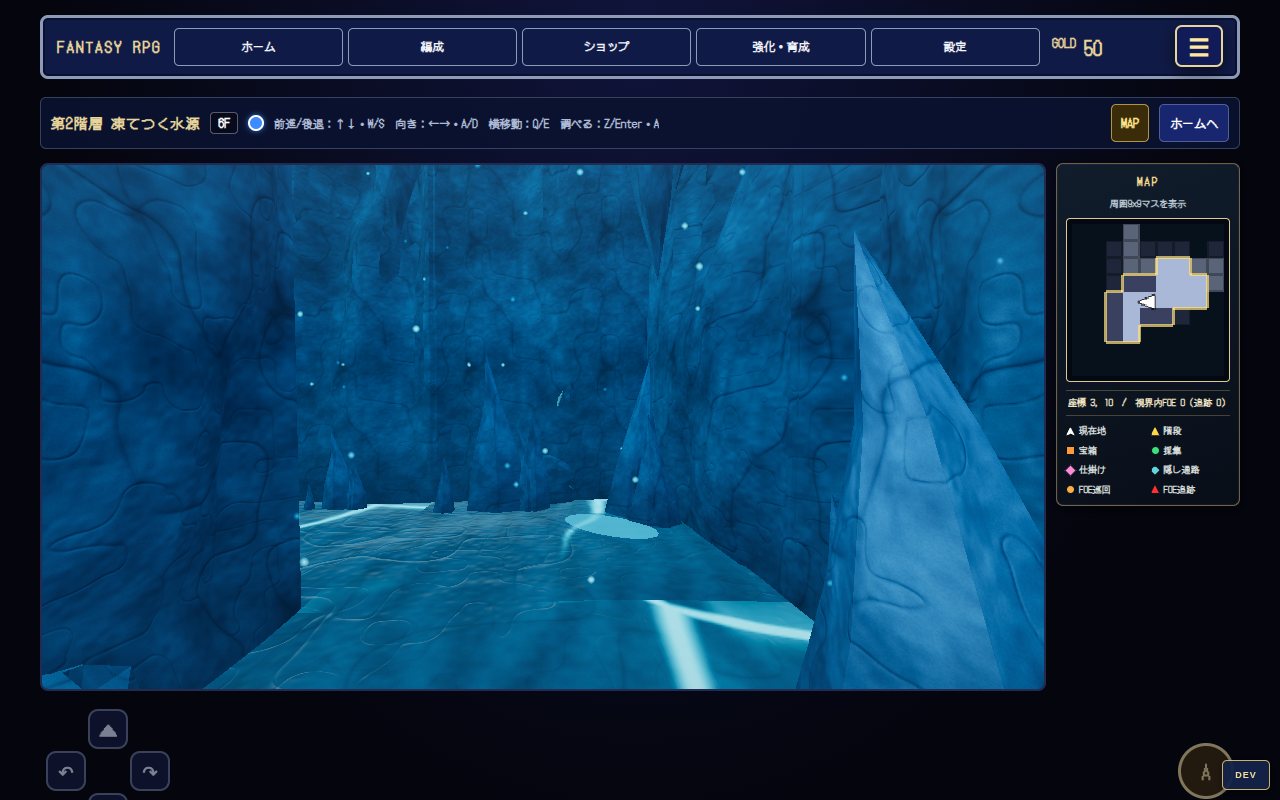 FANTASY RPG
ホーム
編成
ショップ
強化・育成
設定
GOLD 50
第2階層 凍てつく水源
6F
前進/後退：↑↓・W/S 向き：←→・A/D 横移動：Q/E 調べる：Z/Enter・A
MAP
ホームへ
MAP
周囲9x9マスを表示
座標 3, 10 / 視界内FOE 0 (追跡 0)
現在地
階段
宝箱
採集
仕掛け
隠し通路
FOE巡回
FOE追跡
A
DEV